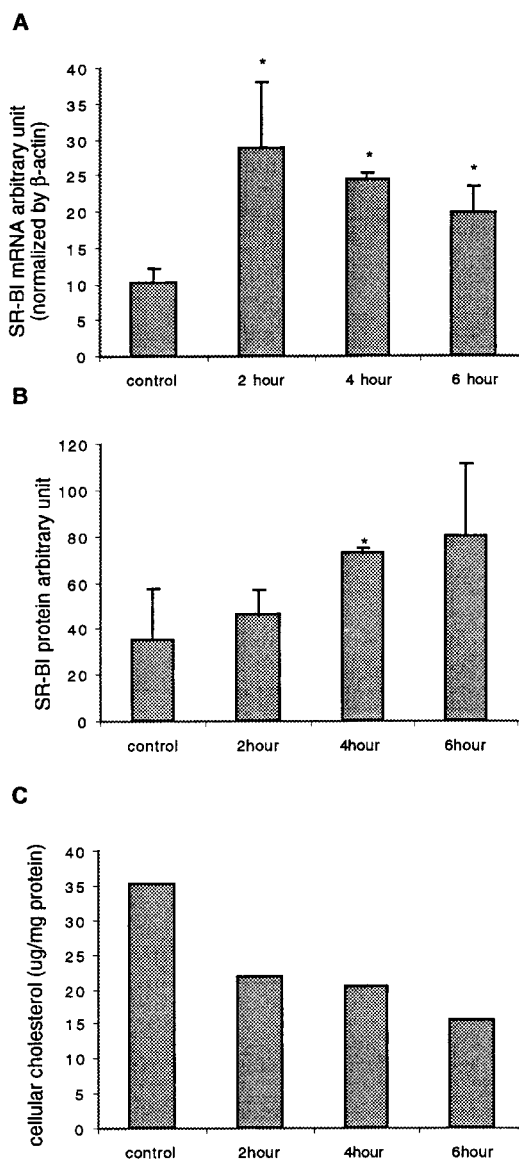 A
SR-BI mRNA arbitrary unit
(normalized by β-actin)
40
35
30
25
20
15
10
5
0
*
*
*
control 2 hour 4 hour 6 hour
B
SR-BI protein arbitrary unit
120
100
80
60
40
20
0
*
control 2hour 4hour 6hour
C
cellular cholesterol (ug/mg protein)
40
35
30
25
20
15
10
5
0
control 2hour 4hour 6hour